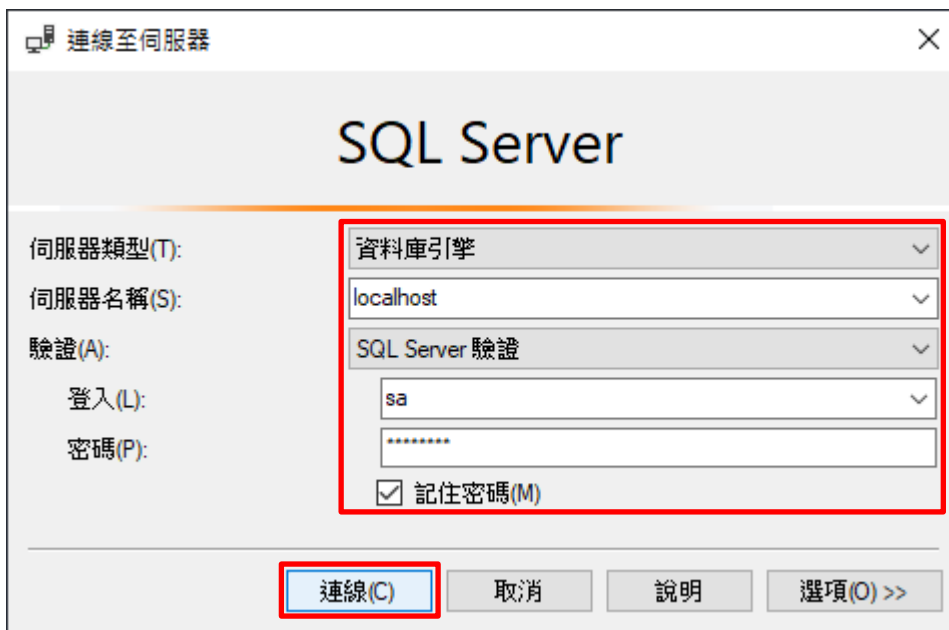 連線至伺服器
SQL Server
伺服器類型(T): 資料庫引擎
伺服器名稱(S): localhost
驗證(A): SQL Server 驗證
登入(L): sa
密碼(P): ********
記住密碼(M)
連線(C) 取消 說明 選項(O) >>